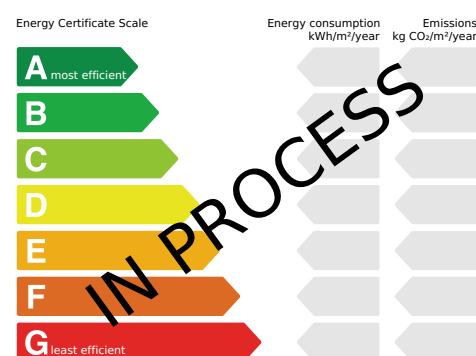 Energy Certificate Scale
Energy consumption
kWh/m²/year
Emissions
kg CO₂/m²/year
A most efficient
B
C
D
E
F
G least efficient
IN PROCESS